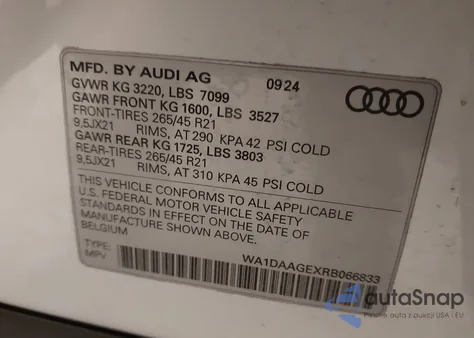 MFD. BY AUDI AG 09 24
GVWR KG 3220, LBS 7099
GAWR FRONT KG 1600, LBS 3527
FRONT-TIRES 265/45 R21
9,5JX21 RIMS, AT 290 KPA 42 PSI COLD
GAWR REAR KG 1725, LBS 3803
REAR-TIRES 265/45 R21
9,5JX21 RIMS, AT 310 KPA 45 PSI COLD
THIS VEHICLE CONFORMS TO ALL APPLICABLE
U.S. FEDERAL MOTOR VEHICLE SAFETY
STANDARDS IN EFFECT ON THE DATE OF
MANUFACTURE SHOWN ABOVE.
BELGIUM
TYPE: WA1DAAGEXRB066833
MPV
autoSnap